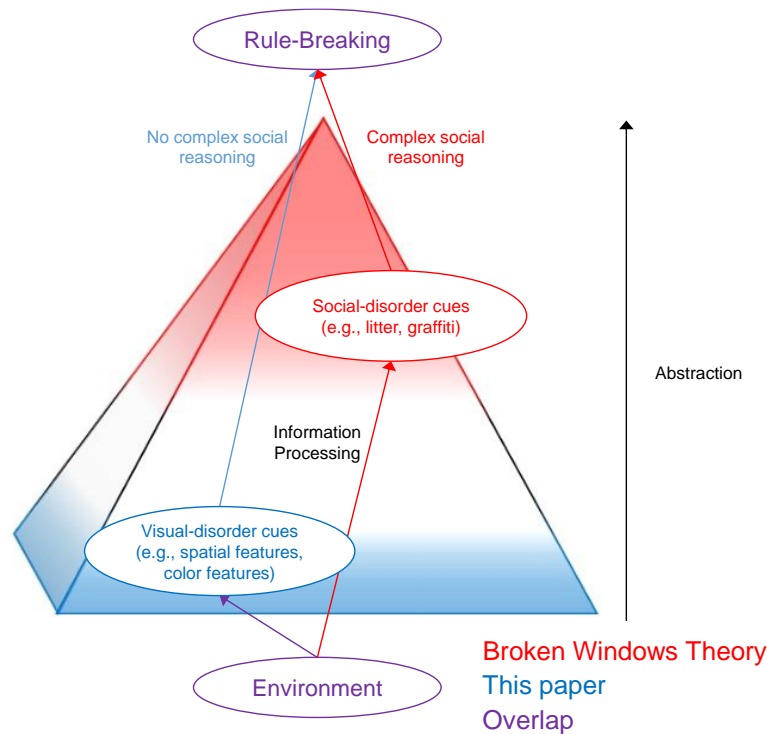 Rule-Breaking
No complex social
reasoning
Complex social
reasoning
Social-disorder cues
(e.g., litter, graffiti)
Abstraction
Information
Processing
Visual-disorder cues
(e.g., spatial features,
color features)
Environment
Broken Windows Theory
This paper
Overlap